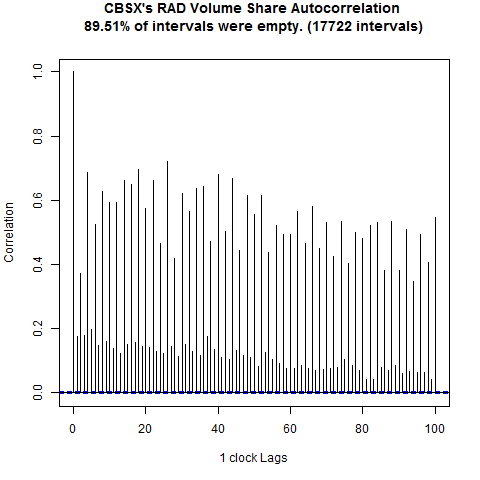 CBSX's RAD Volume Share Autocorrelation
89.51% of intervals were empty. (17722 intervals)
Correlation
1.0
0.8
0.6
0.4
0.2
0.0
0 20 40 60 80 100
1 clock Lags